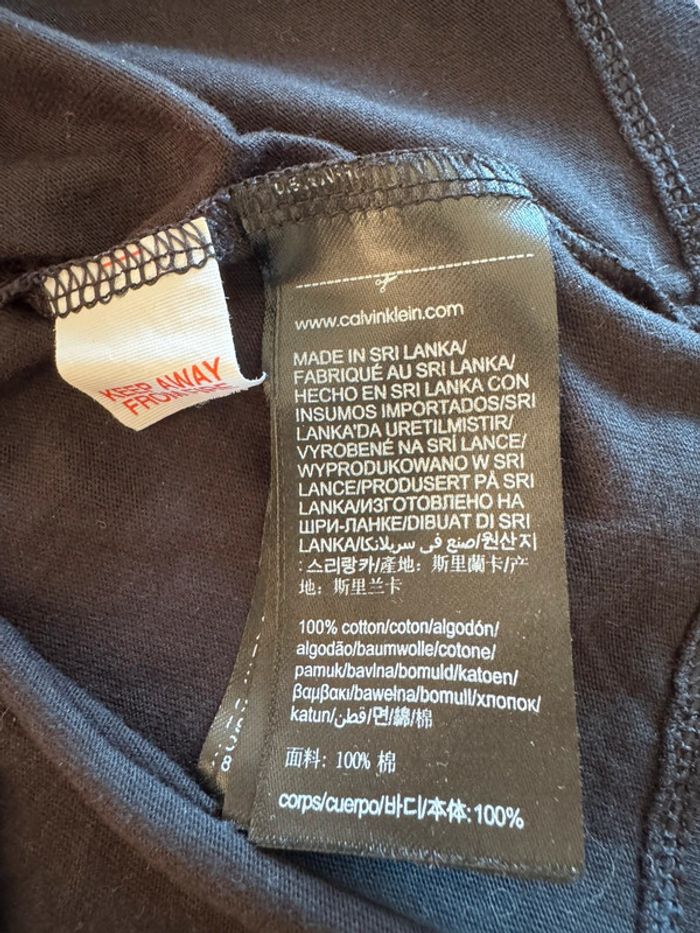 KEEP AWAY
FROM FIRE
www.calvinklein.com
MADE IN SRI LANKA/
FABRIQUÉ AU SRI LANKA/
HECHO EN SRI LANKA CON
INSUMOS IMPORTADOS/SRI
LANKA'DA URETILMISTIR/
VYROBENÉ NA SRÍ LANCE/
WYPRODUKOWANO W SRI
LANCE/PRODUSERT PÅ SRI
LANKA/ИЗГОТОВЛЕНО НА
ШРИ-ЛАНКЕ/DIBUAT DI SRI
LANKA/صنع في سريلانكا/원산지
:스리랑카/產地: 斯里蘭卡/产
地: 斯里兰卡
100% cotton/coton/algodón/
algodão/baumwolle/cotone/
pamuk/bavlna/bomuld/katoen/
βαμβακι/bawełna/bomull/хлопок/
katun/قطن/면/綿/棉
面料: 100% 棉
corps/cuerpo/바디/本体:100%